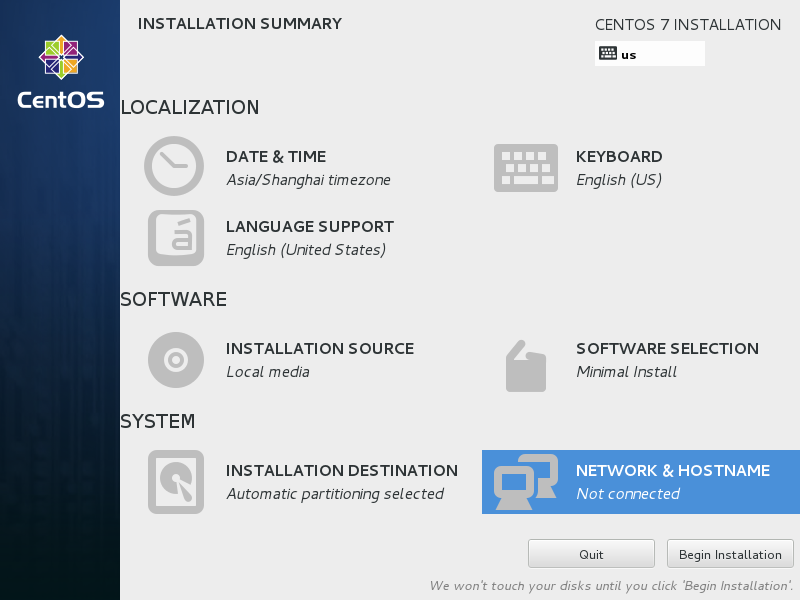 INSTALLATION SUMMARY
CENTOS 7 INSTALLATION
us
CentOS
LOCALIZATION
DATE & TIME
Asia/Shanghai timezone
KEYBOARD
English (US)
LANGUAGE SUPPORT
English (United States)
SOFTWARE
INSTALLATION SOURCE
Local media
SOFTWARE SELECTION
Minimal Install
SYSTEM
INSTALLATION DESTINATION
Automatic partitioning selected
NETWORK & HOSTNAME
Not connected
Quit
Begin Installation
We won't touch your disks until you click 'Begin Installation'.